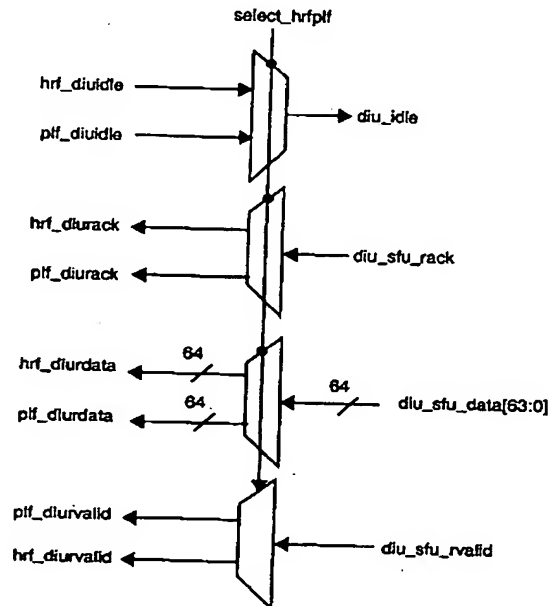 select_hrfplf
hrf_diuidle
plf_diuidle
diu_idle
hrf_diurack
plf_diurack
diu_sfu_rack
hrf_diurdata
64
plf_diurdata
64
64
diu_sfu_data[63:0]
plf_diurvalid
hrf_diurvalid
diu_sfu_rvalid